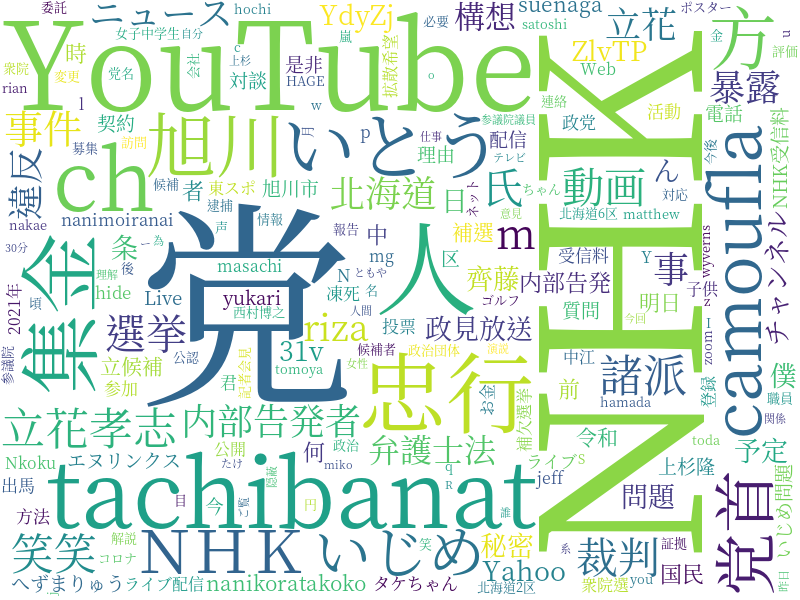 委託
hochi
ニュース
女子中学生
自分
YouTube
衆院
変更
党名
嵐
c
上杉
会社
対談
是非
HAGE
rian
l
w
o
YdyZj
拡散希望
構想
suenaga
立花
satoshi
必要
ポスター
ZlvTP
Web
方
金
u
評価
暴露
事件
契約
時
p
配信
理由
政党
連絡
参議院議員
活動
電話
仕事
テレビ
今後
NHK受信料
違反
募集
訪問
ch
旭川
いとう
月
候補
者
東スポ
旭川市
逮捕
声
情報
北海道
日
氏
ネット
ちゃん
意見
動画
対応
ん
北海道6区
matthew
nakae
nanimoiranai
30分
集金
条
後
ー
為
理解
hide
Live
報告
N
ともや
名
中
mg
区
補選
m
受信料
Y
wyverns
camoufla
チャンネル
党
人
NHK
事
子供
masachi
yukari
西村博之
凍死
人間
齊藤
内部告発
ゴルフ
質問
明日
z
2021年
頃
選挙
riza
投票
政見放送
今回
I
zoom
参議院
立候補
参加
公認
君
記者会見
31v
tomoya
候補者
政治団体
女性
演説
忠行
お金
補欠選挙
諸派
中江
hamada
登録
僕
職員
関係
党首
立花孝志
内部告発者
弁護士法
前
令和
toda
予定
Nkoku
エヌリンクス
公開
たけ
何
政治
miko
q
R
ライブ
S
jeff
上杉隆
出馬
tachibanat
目
今
隠蔽
ご覧
円
誰
問題
方法
解説
コロナ
笑
秘密
系
証拠
いじめ問題
昨日
笑笑
NHK
いじめ
Yahoo
裁判
国民
へずまりゅう
ライブ配信
nanikoratakoko
タケちゃん
北海道2区
衆院選
you